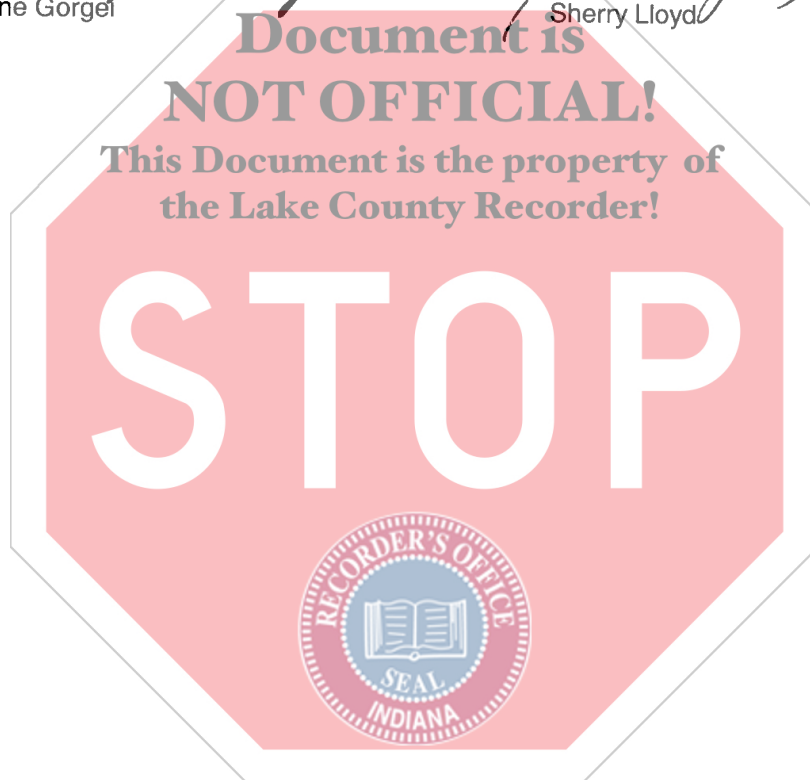 ne Gorgei
Sherry Lloyd
Document is
NOT OFFICIAL!
This Document is the property of
the Lake County Recorder!
STOP
RECORDER'S OFFICE
SEAL
INDIANA